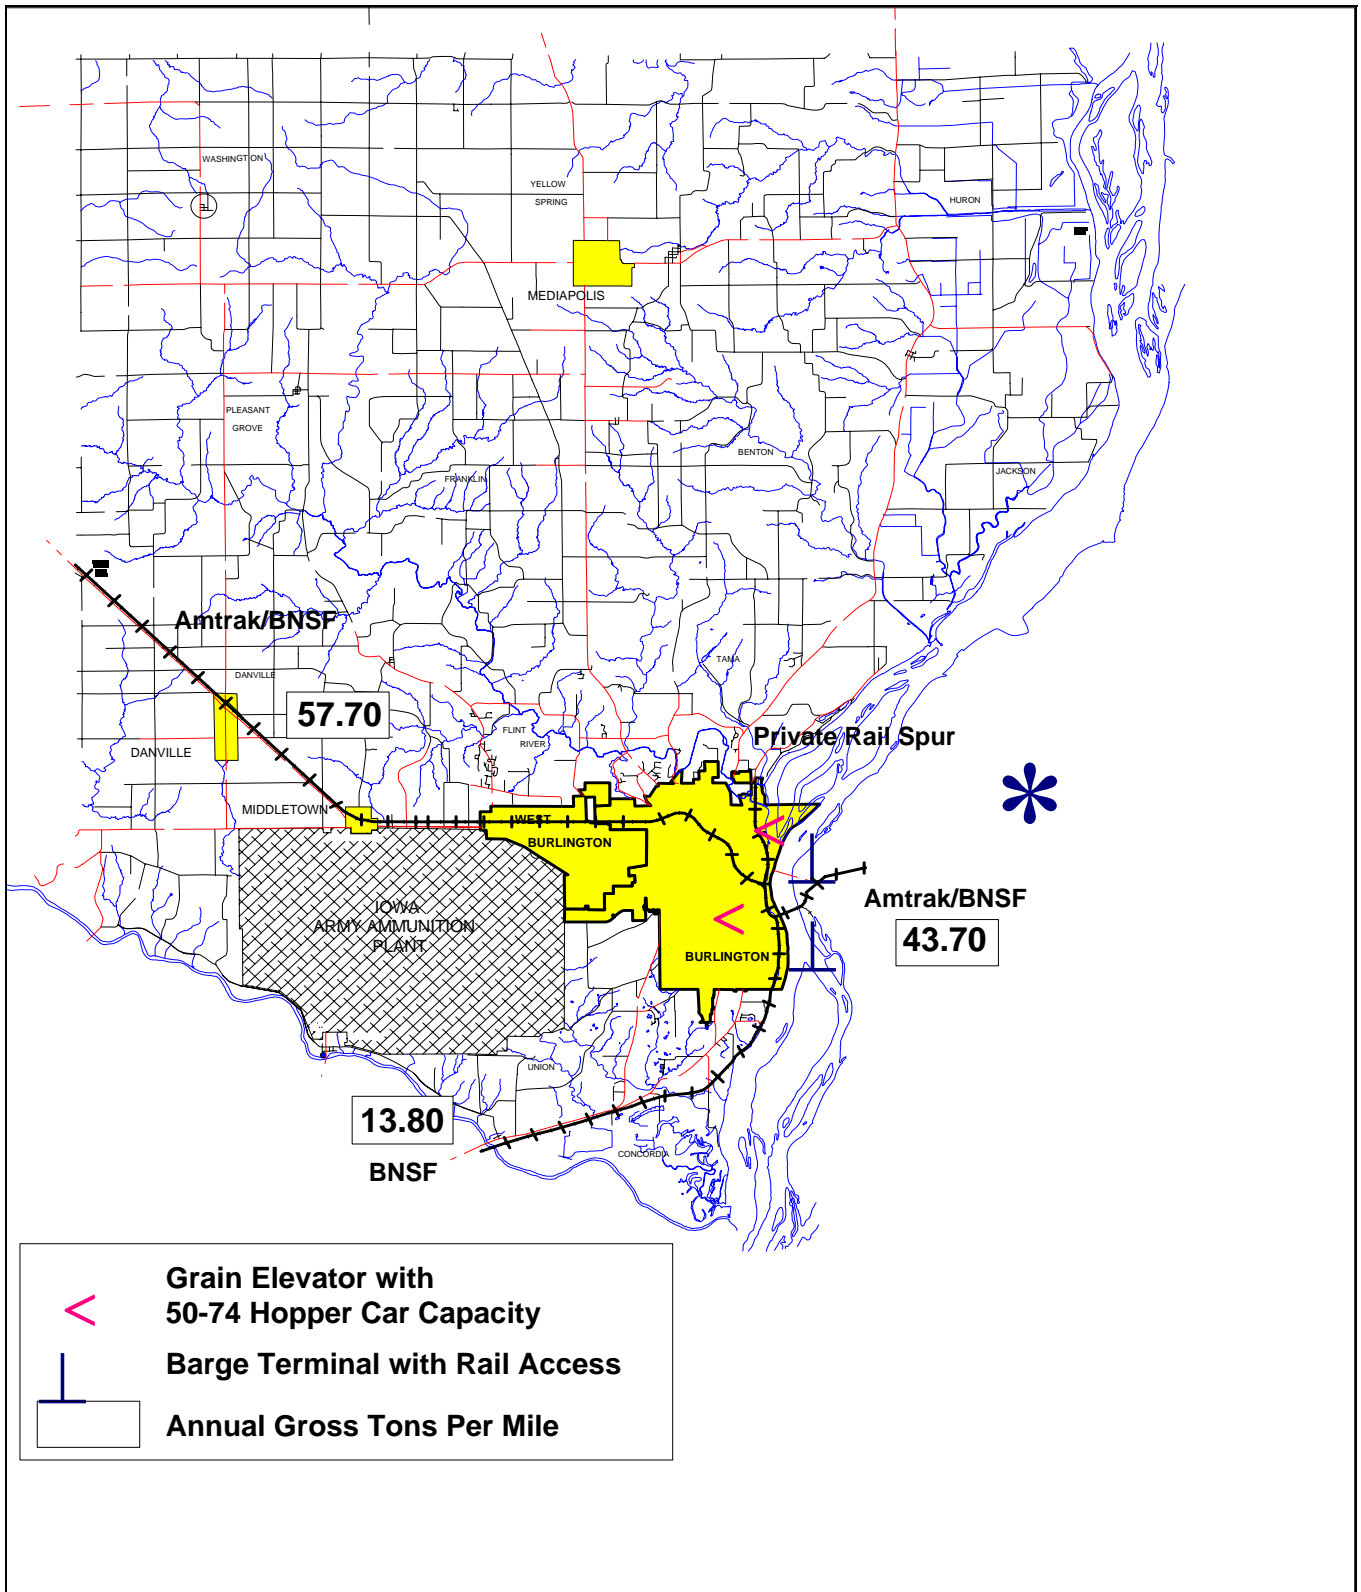 WASHINGTON
YELLOW
SPRING
HURON
MEDIAPOLIS
PLEASANT
GROVE
BENTON
FRANKLIN
JACKSON
Amtrak/BNSF
TAMA
DANVILLE
57.70
FLINT
RIVER
Private Rail Spur
DANVILLE
MIDDLETOWN
WEST
BURLINGTON
IOWA
ARMY AMMUNITION
PLANT
Amtrak/BNSF
43.70
BURLINGTON
UNION
13.80
BNSF
CONCORDIA
Grain Elevator with
50-74 Hopper Car Capacity
Barge Terminal with Rail Access
Annual Gross Tons Per Mile